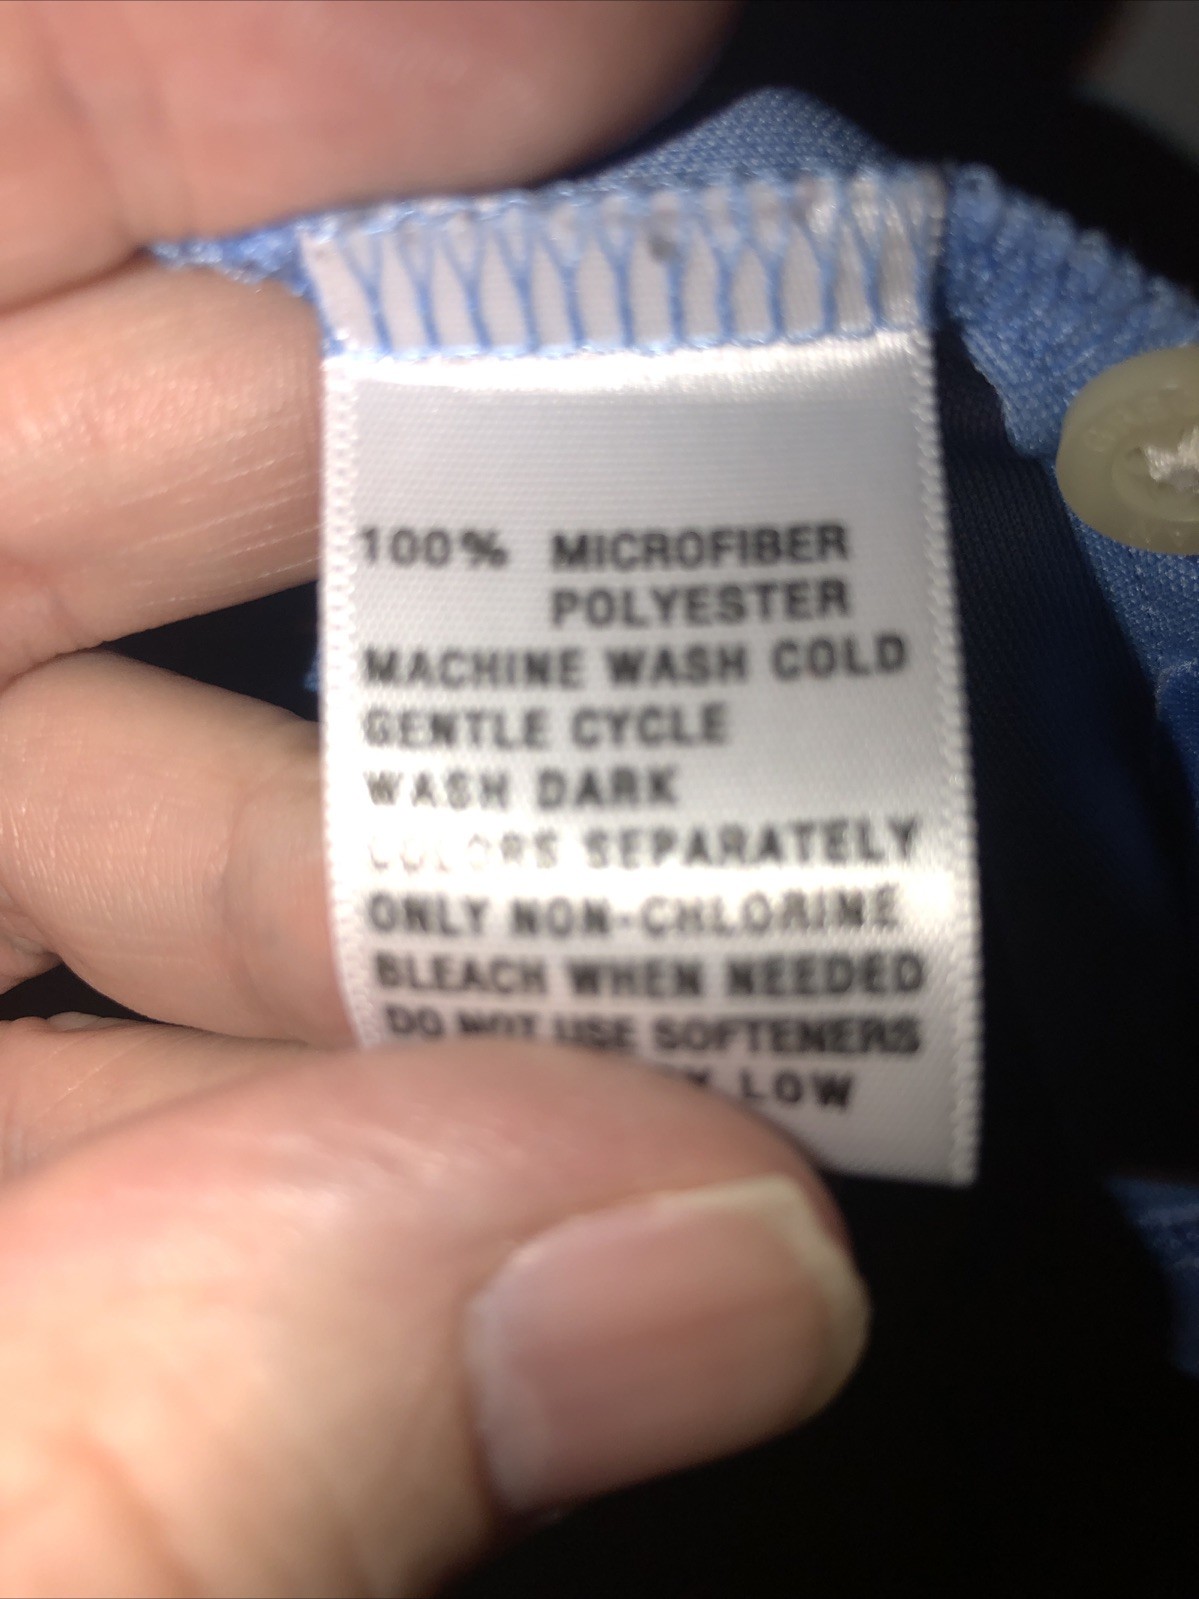 100% MICROFIBER
POLYESTER
MACHINE WASH COLD
GENTLE CYCLE
WASH DARK
COLORS SEPARATELY
ONLY NON-CHLORINE
BLEACH WHEN NEEDED
DO NOT USE SOFTENERS
LOW